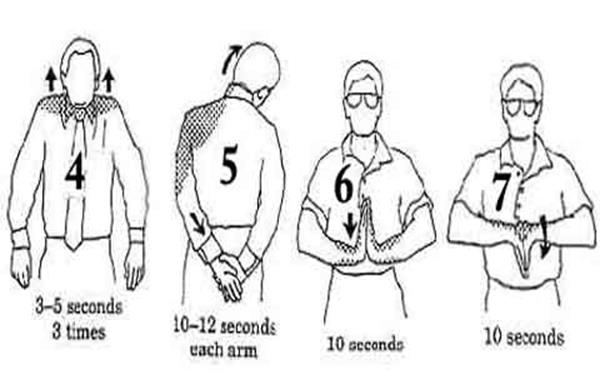 4
3–5 seconds
3 times
5
10–12 seconds
each arm
6
10 seconds
7
10 seconds